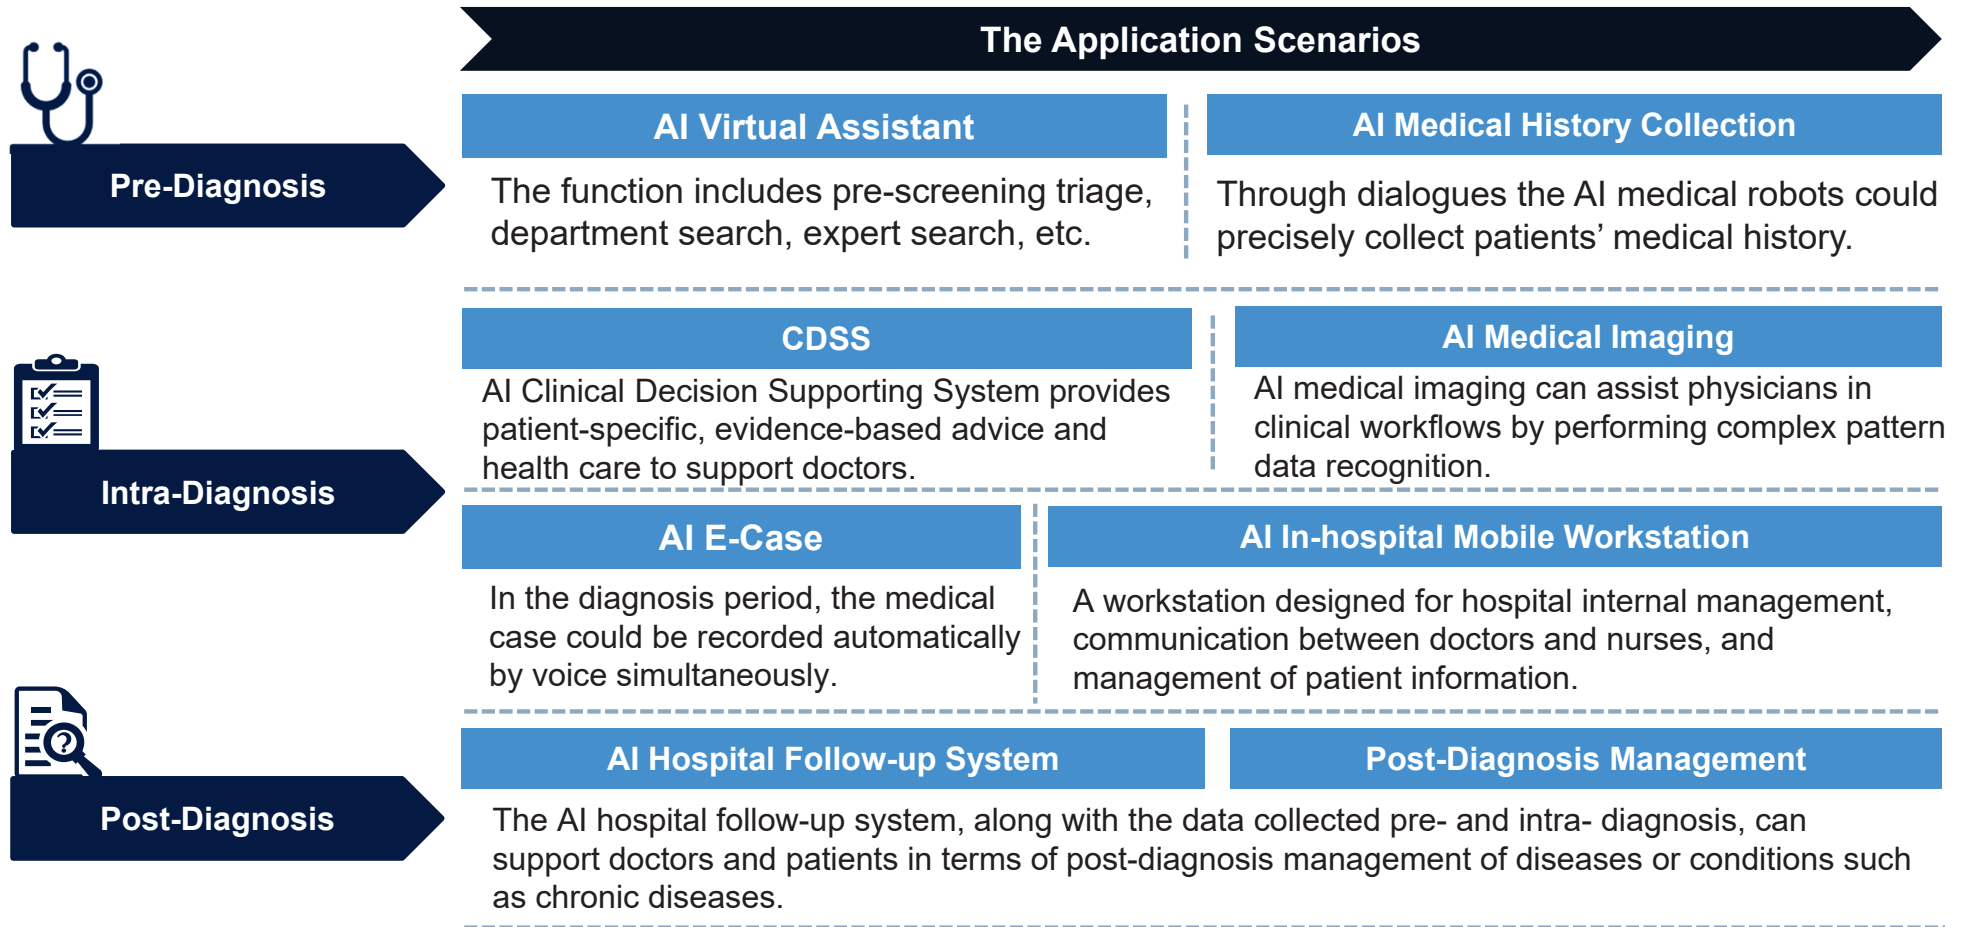 The Application Scenarios
Pre-Diagnosis
AI Virtual Assistant
The function includes pre-screening triage,
department search, expert search, etc.
AI Medical History Collection
Through dialogues the AI medical robots could
precisely collect patients’ medical history.
Intra-Diagnosis
CDSS
AI Clinical Decision Supporting System provides
patient-specific, evidence-based advice and
health care to support doctors.
AI Medical Imaging
AI medical imaging can assist physicians in
clinical workflows by performing complex pattern
data recognition.
AI E-Case
In the diagnosis period, the medical
case could be recorded automatically
by voice simultaneously.
AI In-hospital Mobile Workstation
A workstation designed for hospital internal management,
communication between doctors and nurses, and
management of patient information.
Post-Diagnosis
AI Hospital Follow-up System
Post-Diagnosis Management
The AI hospital follow-up system, along with the data collected pre- and intra- diagnosis, can
support doctors and patients in terms of post-diagnosis management of diseases or conditions such
as chronic diseases.